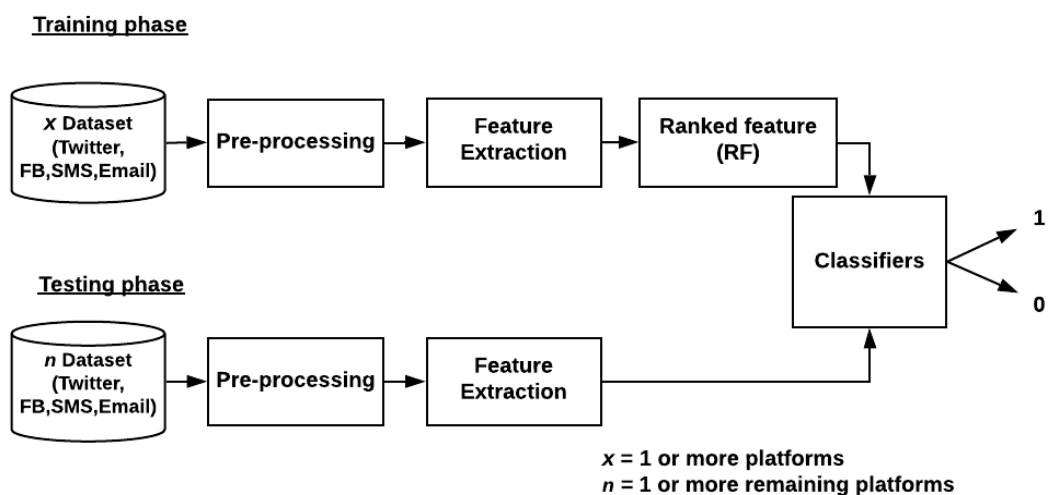 Training phase
x Dataset
(Twitter,
FB,SMS,Email)
Pre-processing
Feature
Extraction
Ranked feature
(RF)
Classifiers
1
0
Testing phase
n Dataset
(Twitter,
FB,SMS,Email)
Pre-processing
Feature
Extraction
x = 1 or more platforms
n = 1 or more remaining platforms